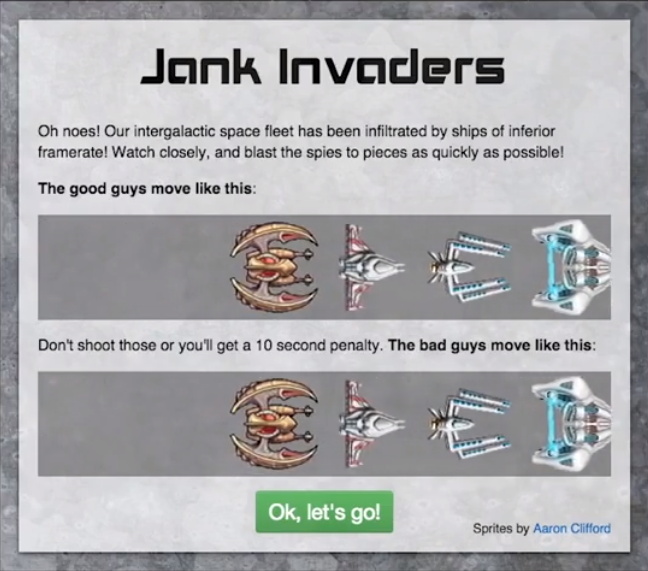 Jank Invaders
Oh noes! Our intergalactic space fleet has been infiltrated by ships of inferior
framerate! Watch closely, and blast the spies to pieces as quickly as possible!
The good guys move like this:
Don't shoot those or you'll get a 10 second penalty. The bad guys move like this:
Ok, let's go!
Sprites by Aaron Clifford